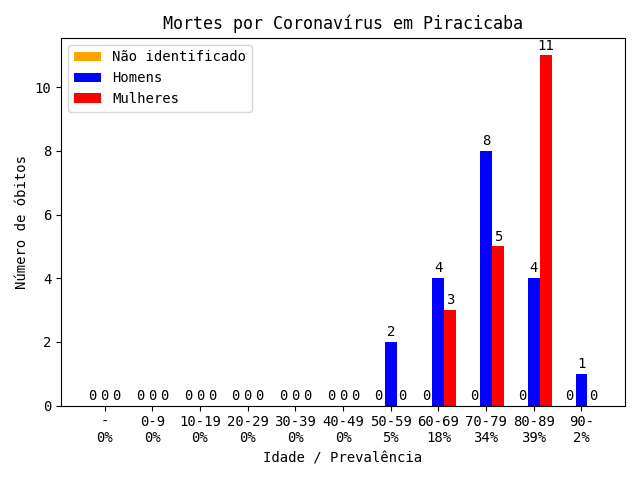 Mortes por Coronavírus em Piracicaba
Não identificado
Homens
Mulheres
Número de óbitos
10
8
6
4
2
0
0 0 0 0 0 0 0 0 0 0 0 0 0 0 0 0 0 0 0 2 0 0 4 3 0 8 5 0 4 11 0 1 0
- 0-9 10-19 20-29 30-39 40-49 50-59 60-69 70-79 80-89 90-
0% 0% 0% 0% 0% 0% 5% 18% 34% 39% 2%
Idade / Prevalência